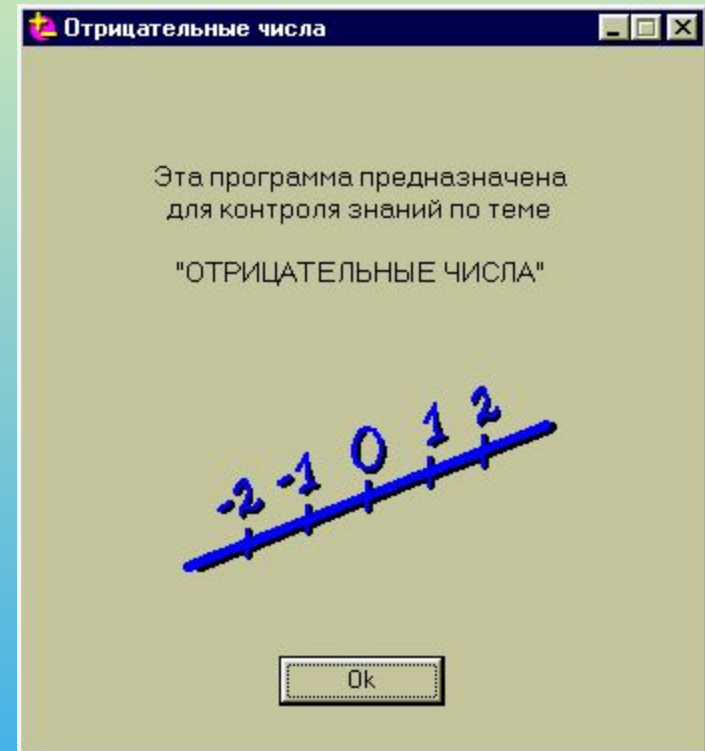 Отрицательные числа
Эта программа предназначена
для контроля знаний по теме
"ОТРИЦАТЕЛЬНЫЕ ЧИСЛА"
-2 -1 0 1 2
Ok